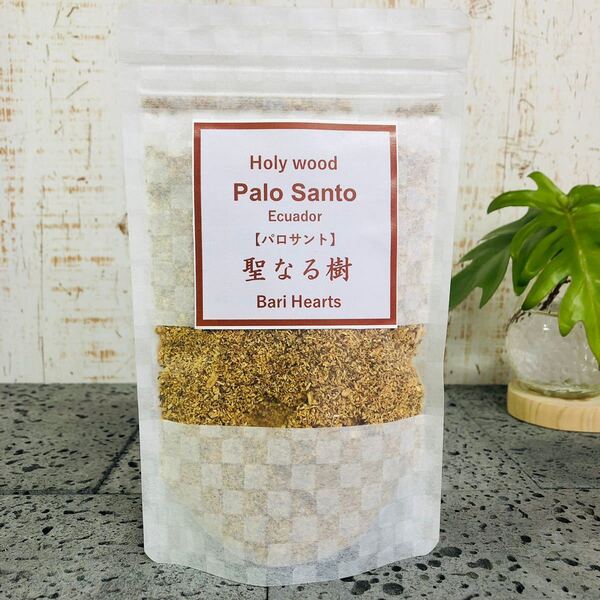 Holy wood
Palo Santo
Ecuador
【パロサント】
聖なる樹
Bari Hearts